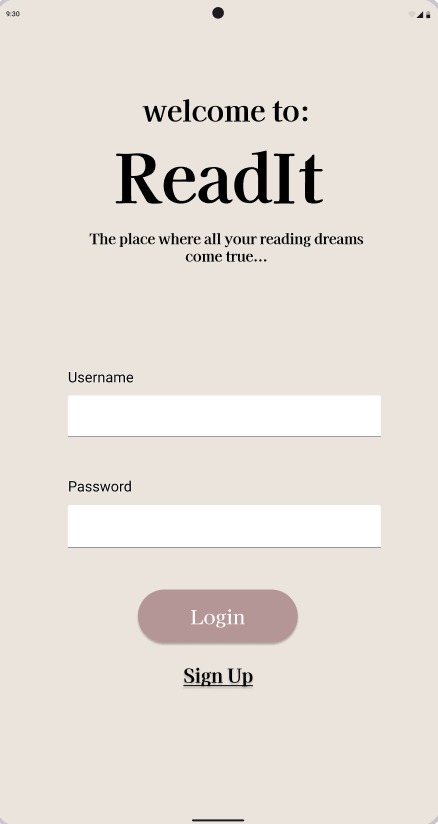 9:30
welcome to:
ReadIt
The place where all your reading dreams
come true...
Username
Password
Login
Sign Up